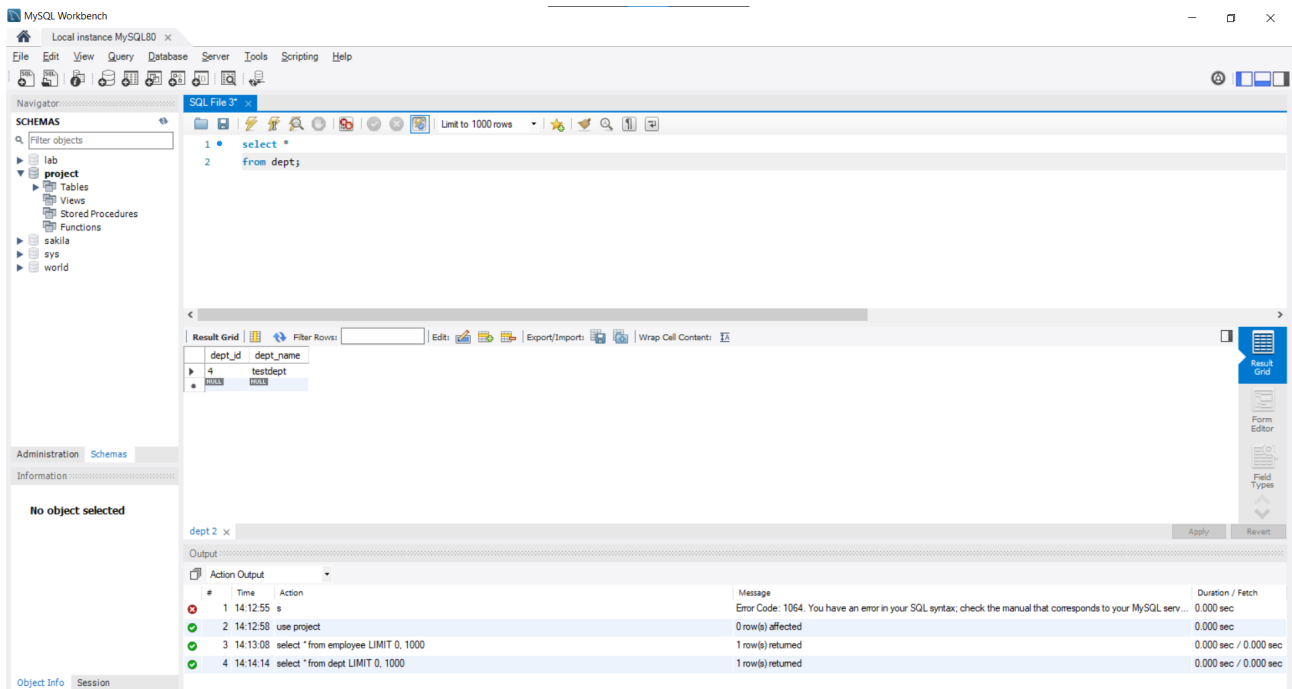 MySQL Workbench
Local instance MySQL80
File Edit View Query Database Server Tools Scripting Help
Navigator
SCHEMAS
Filter objects
lab
project
Tables
Views
Stored Procedures
Functions
sakila
sys
world
Administration Schemas
Information
No object selected
Object Info Session
SQL File 3*
Limit to 1000 rows
1 select *
2 from dept;
Result Grid Filter Rows: Edit: Export/Import: Wrap Cell Content:
dept_id dept_name
4 testdept
NULL NULL
Result
Grid
Form
Editor
Field
Types
dept 2
Apply Revert
Output
Action Output
# Time Action Message Duration / Fetch
1 14:12:55 s Error Code: 1064. You have an error in your SQL syntax; check the manual that corresponds to your MySQL serv... 0.000 sec
2 14:12:58 use project 0 row(s) affected 0.000 sec
3 14:13:08 select * from employee LIMIT 0, 1000 1 row(s) returned 0.000 sec / 0.000 sec
4 14:14:14 select * from dept LIMIT 0, 1000 1 row(s) returned 0.000 sec / 0.000 sec